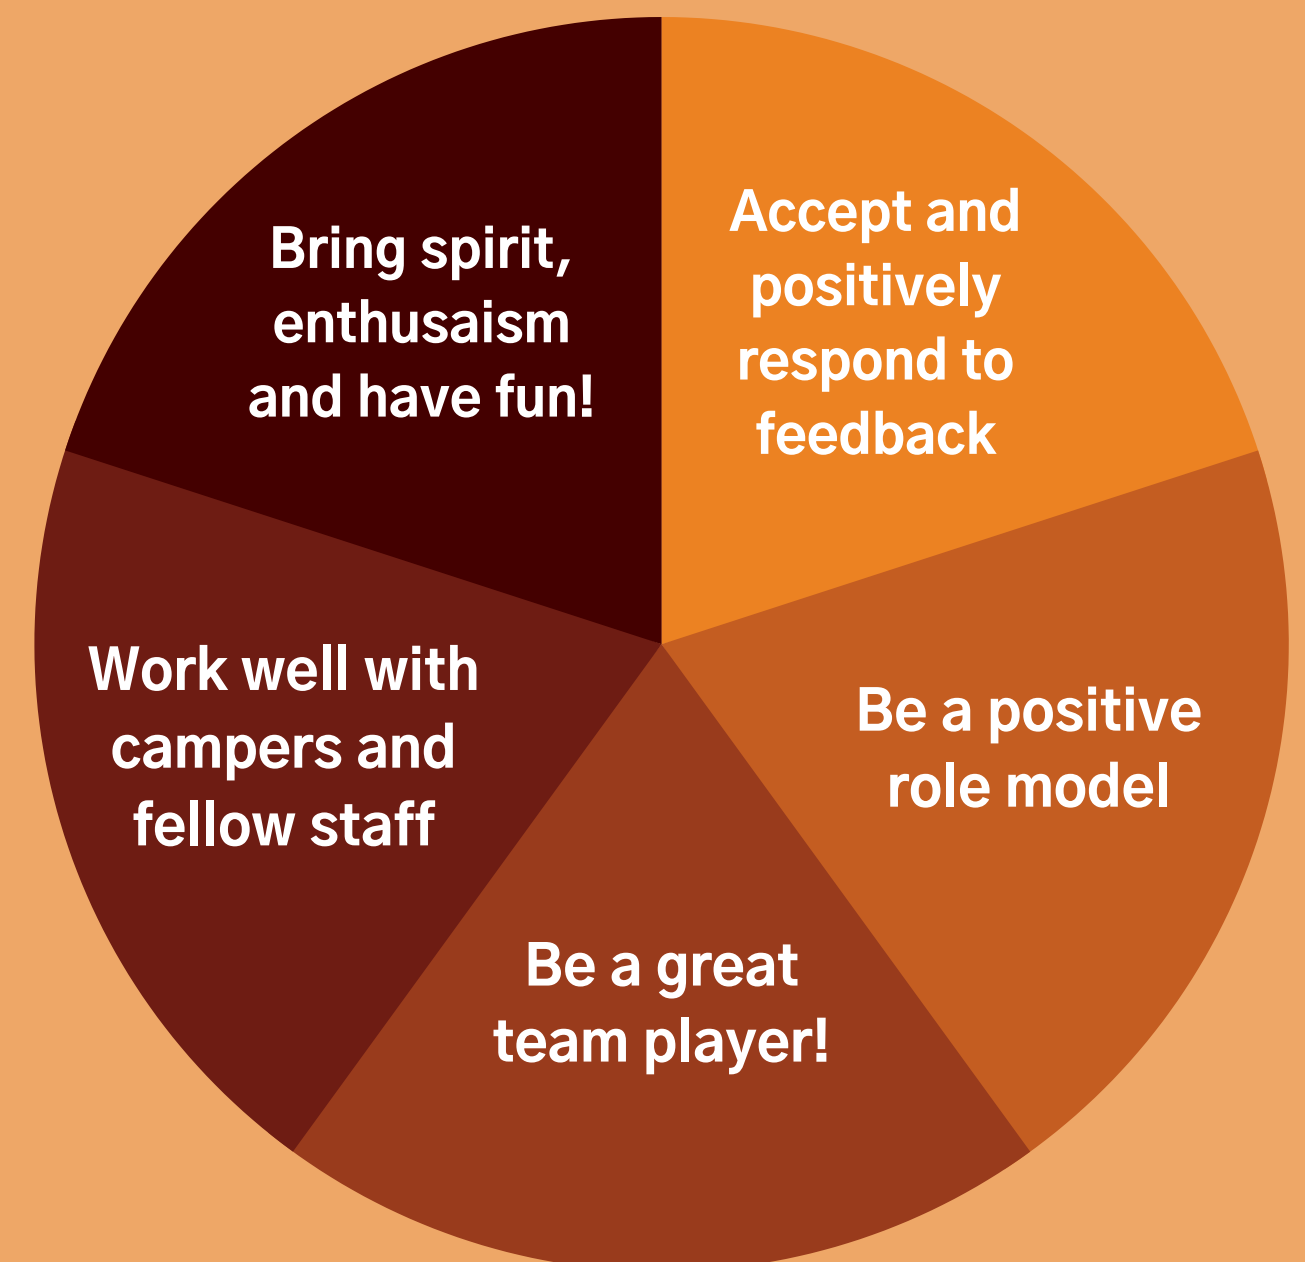 Bring spirit,
enthusaism
and have fun!
Accept and
positively
respond to
feedback
Work well with
campers and
fellow staff
Be a positive
role model
Be a great
team player!